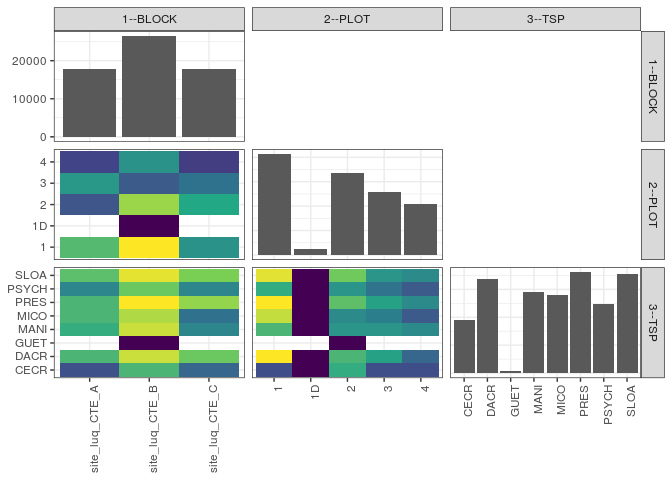 1--BLOCK
2--PLOT
3--TSP
20000
10000
0
1--BLOCK
4
3
2
1D
1
2--PLOT
SLOA
PSYCH
PRES
MICO
MANI
GUET
DACR
CECR
3--TSP
site_luq_CTE_A
site_luq_CTE_B
site_luq_CTE_C
1
1D
2
3
4
CECR
DACR
GUET
MANI
MICO
PRES
PSYCH
SLOA